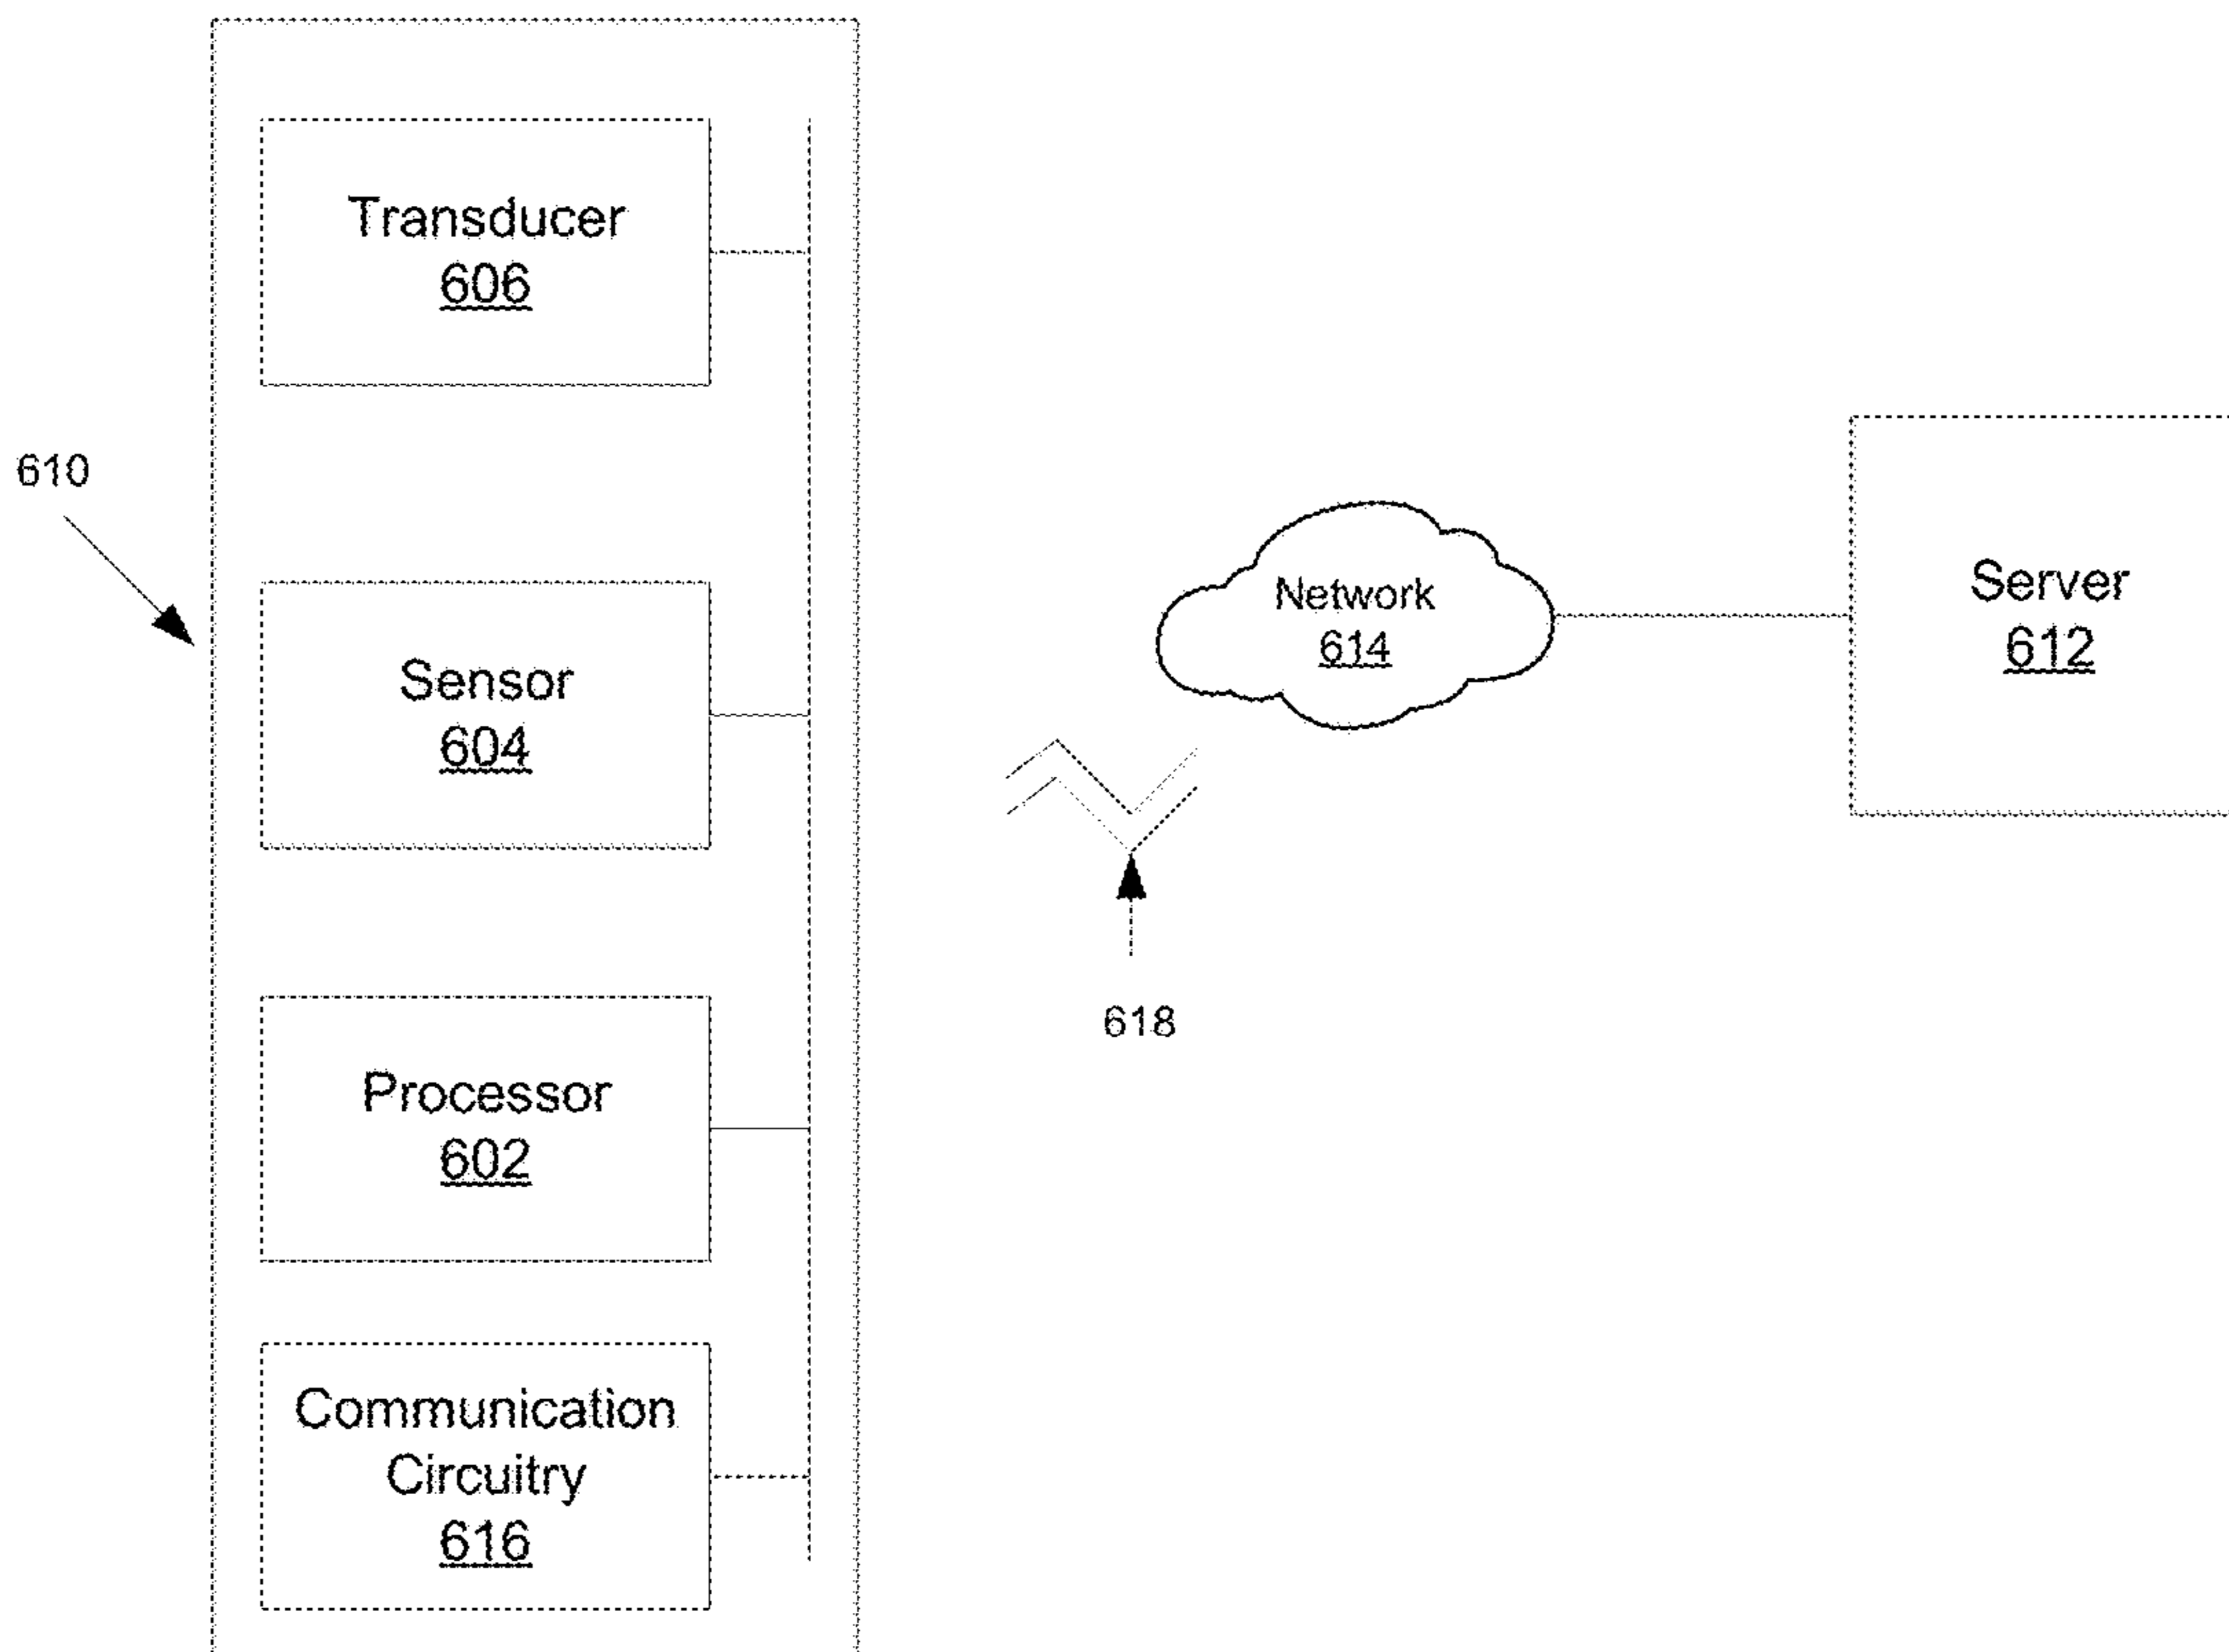 Transducer
606
610
Sensor
604
Network
614
Server
612
618
Processor
602
Communication
Circuitry
616